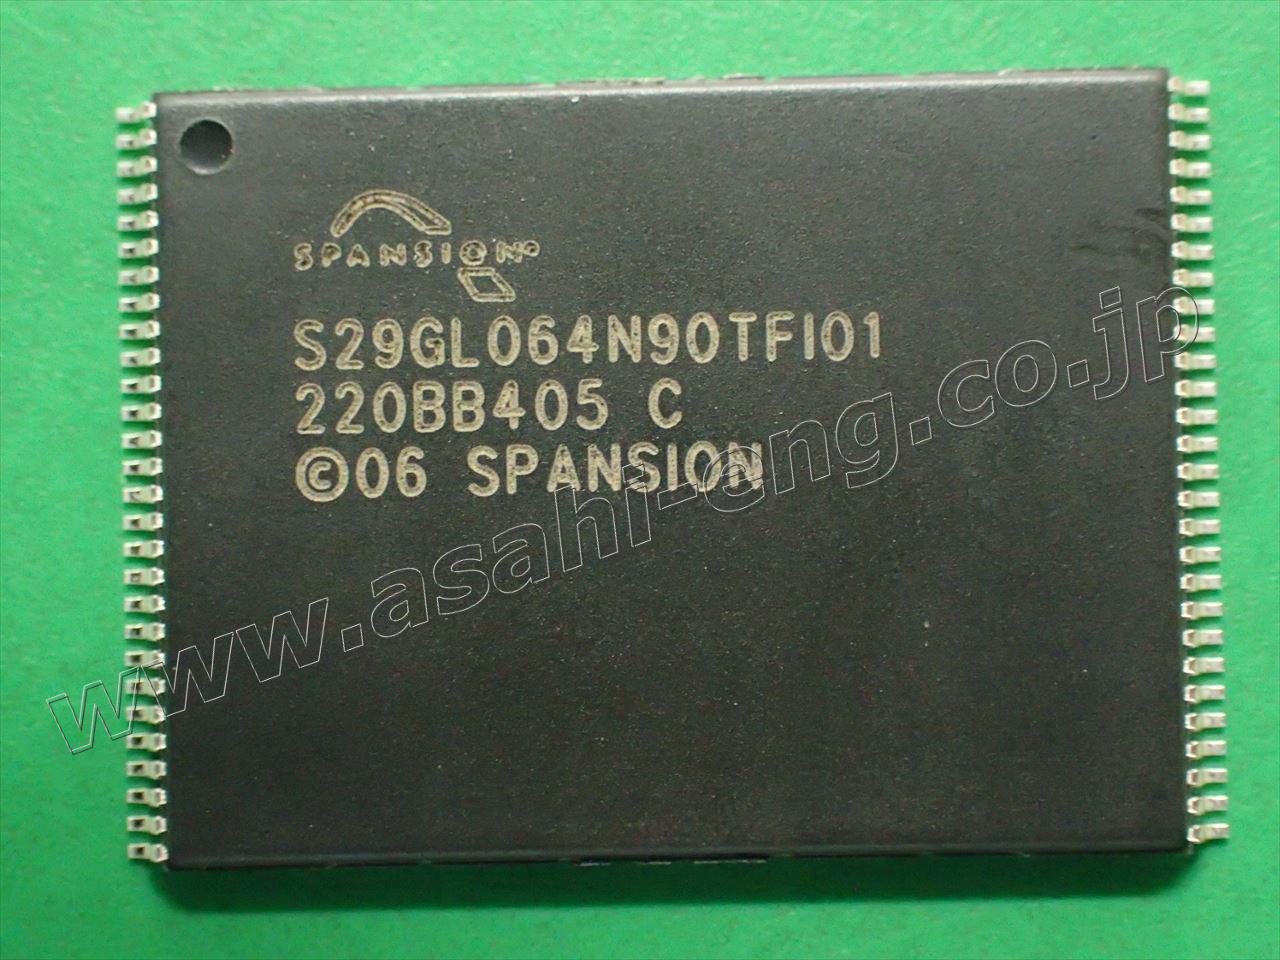 SPANSION
S29GL064N90TFI01
220BB405 C
©06 SPANSION
www.asahi-eng.co.jp